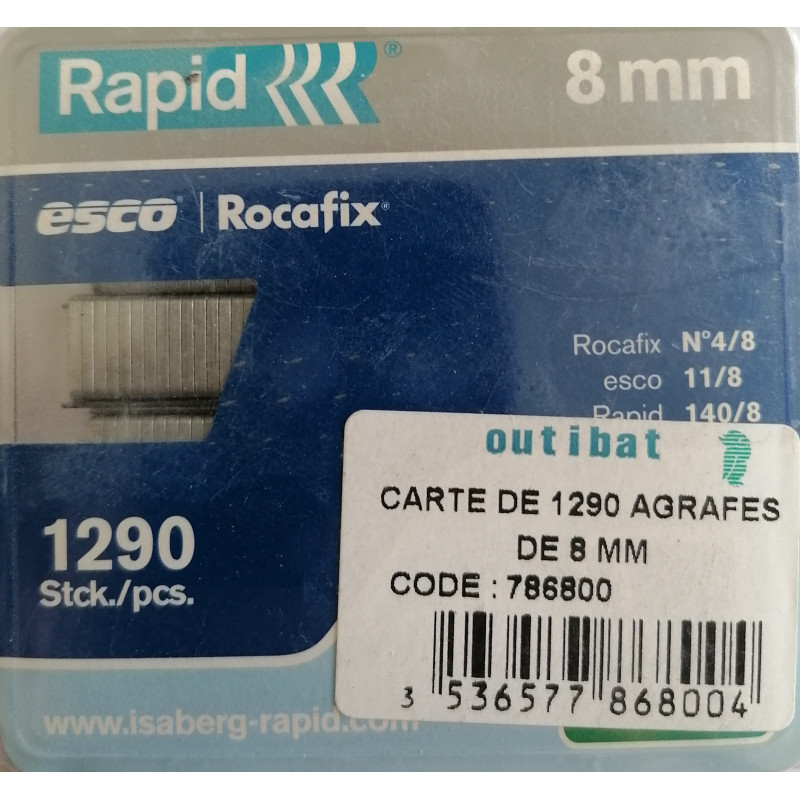 Rapid ® 8 mm
esco® | Rocafix®
Rocafix N°4/8
esco 11/8
Rapid 140/8
outibat
CARTE DE 1290 AGRAFES
DE 8 MM
CODE : 786800
3 536577 868004
1290
Stck./pcs.
www.isaberg-rapid.com